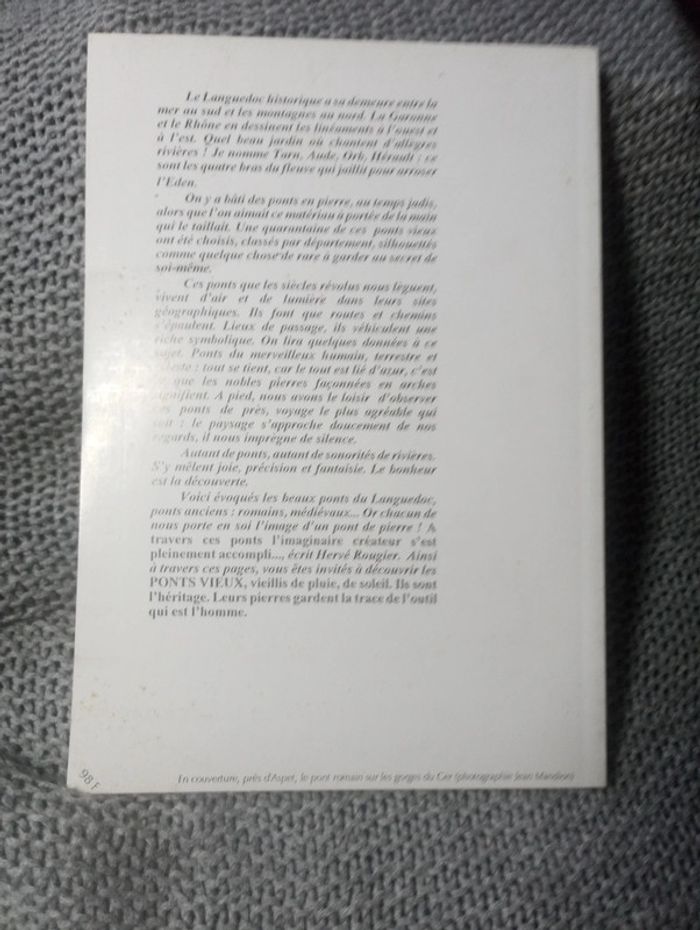 Le Languedoc historique a sa demeure entre la
mer au sud et les montagnes au nord. La Garonne
et le Rhône en dessinent les linéaments à l'ouest et
à l'est. Quel beau jardin où chantent d'allègres
rivières ! Je nomme Tarn, Aude, Orb, Hérault : ce
sont les quatre bras du fleuve qui jaillit pour arroser
l'Eden.
On y a bâti des ponts en pierre, au temps jadis,
alors que l'on aimait ce matériau à portée de la main
qui le taillait. Une quarantaine de ces ponts vieux
ont été choisis, classés par département, silhouettés
comme quelque chose de rare à garder au secret de
soi-même.
Ces ponts que les siècles révolus nous lèguent,
vivent d'air et de lumière dans leurs sites
géographiques. Ils font que routes et chemins
s'épaulent. Lieux de passage, ils véhiculent une
riche symbolique. On lira quelques données à ce
sujet. Ponts du merveilleux humain, terrestre et
céleste : tout se tient, car le tout est lié d'azur, c'est
que les nobles pierres façonnées en arches
signifient. A pied, nous avons le loisir d'observer
ces ponts de près, voyage le plus agréable qui
soit : le paysage s'approche doucement de nos
regards, il nous imprègne de silence.
Autant de ponts, autant de sonorités de rivières.
S'y mêlent joie, précision et fantaisie. Le bonheur
est la découverte.
Voici évoqués les beaux ponts du Languedoc,
ponts anciens : romains, médiévaux... Or chacun de
nous porte en soi l'image d'un pont de pierre ! A
travers ces ponts l'imaginaire créateur s'est
pleinement accompli..., écrit Hervé Rougier. Ainsi
à travers ces pages, vous êtes invités à découvrir les
PONTS VIEUX, vieillis de pluie, de soleil. Ils sont
l'héritage. Leurs pierres gardent la trace de l'outil
qui est l'homme.
98 F
En couverture, près d'Aspet, le pont romain sur les gorges du Ger (photographie Jean Mandion)